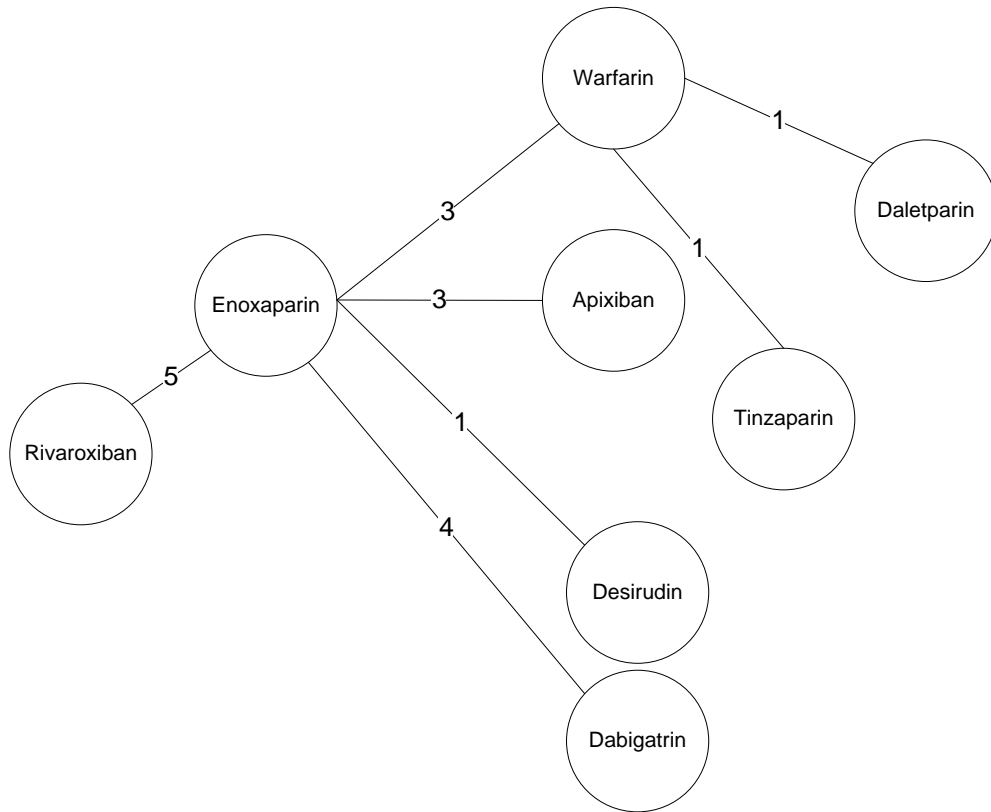 Warfarin
1
Daletparin
3
1
Enoxaparin
3
Apixiban
5
Tinzaparin
1
Rivaroxiban
4
Desirudin
Dabigatrin